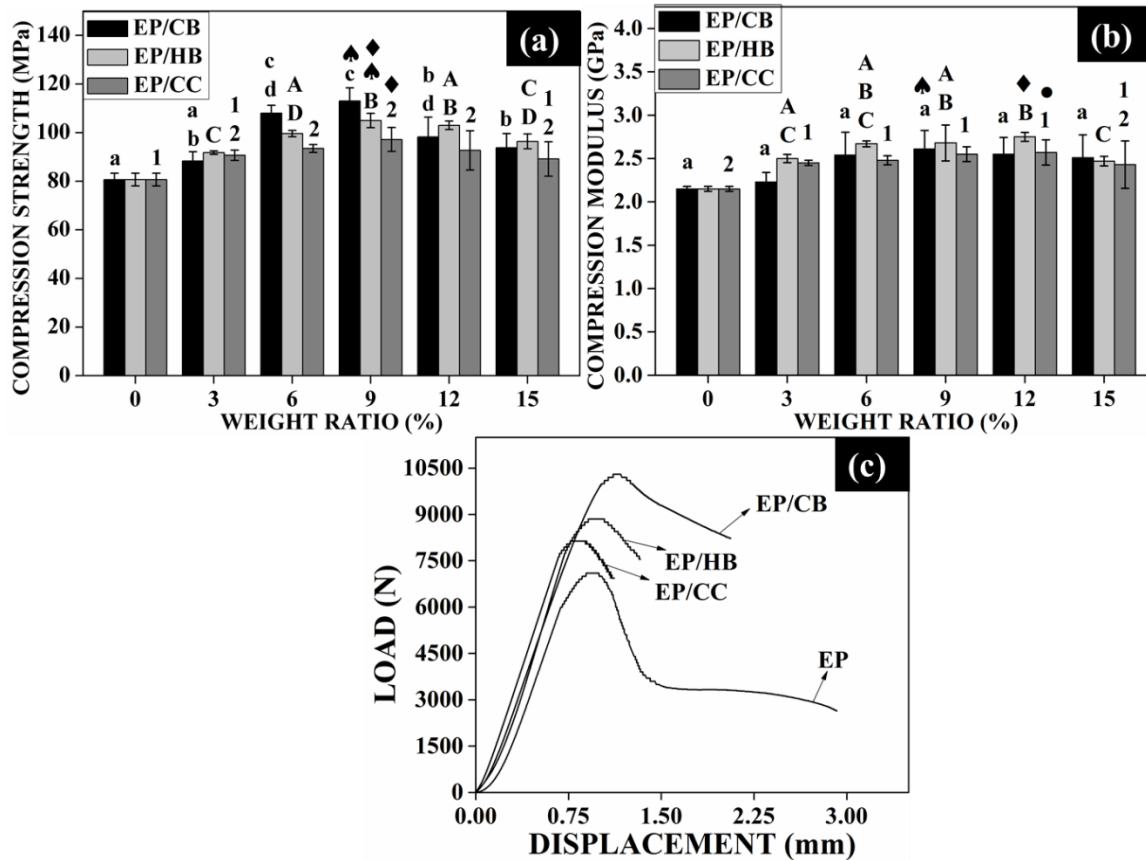 COMPRESSION STRENGTH (MPa)
140
120
100
80
60
40
20
0
EP/CB
EP/HB
EP/CC
(a)
a
1
a
b
C
1
2
c
d
A
D
2
♠
c
♦
♠
B
♦
2
b
d
A
B
2
b
C
D
1
2
0 3 6 9 12 15
WEIGHT RATIO (%)
COMPRESSION MODULUS (GPa)
4.0
3.5
3.0
2.5
2.0
1.5
1.0
0.5
0.0
EP/CB
EP/HB
EP/CC
(b)
a
2
a
A
C
1
a
A
B
C
1
♠
a
A
B
1
a
♦
B
●
1
a
C
1
2
0 3 6 9 12 15
WEIGHT RATIO (%)
LOAD (N)
10500
9000
7500
6000
4500
3000
1500
0
(c)
EP/CB
EP/HB
EP/CC
EP
0.00 0.75 1.50 2.25 3.00
DISPLACEMENT (mm)